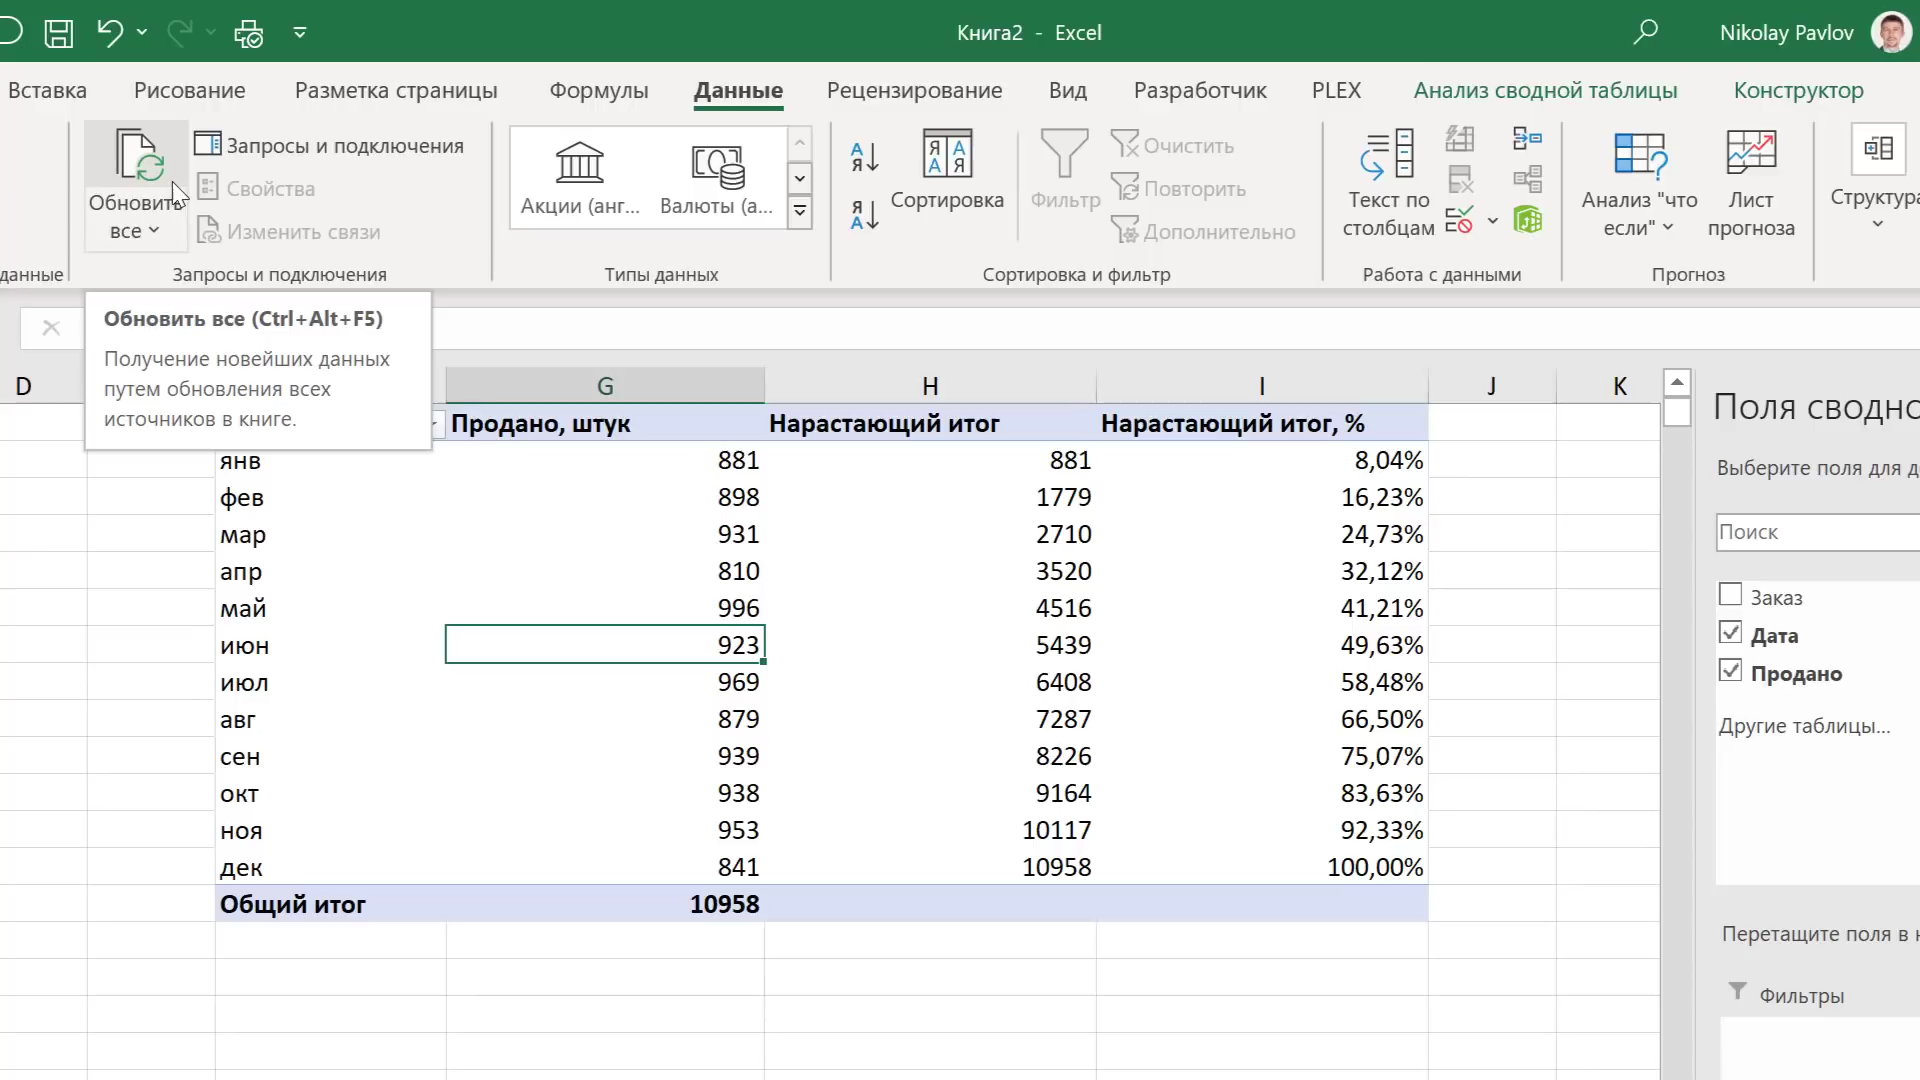 Книга2 - Excel
Nikolay Pavlov
Вставка Рисование Разметка страницы Формулы Данные Рецензирование Вид Разработчик PLEX Анализ сводной таблицы Конструктор
Обновить все
Запросы и подключения
Свойства
Изменить связи
Акции (анг... Валюты (а...
Сортировка
Фильтр
Очистить
Повторить
Дополнительно
Текст по столбцам
Анализ "что если"
Лист прогноза
Структура
данные Запросы и подключения Типы данных Сортировка и фильтр Работа с данными Прогноз
Обновить все (Ctrl+Alt+F5)
Получение новейших данных
путем обновления всех
источников в книге.
D G H I J K
Продано, штук Нарастающий итог Нарастающий итог, %
янв 881 881 8,04%
фев 898 1779 16,23%
мар 931 2710 24,73%
апр 810 3520 32,12%
май 996 4516 41,21%
июн 923 5439 49,63%
июл 969 6408 58,48%
авг 879 7287 66,50%
сен 939 8226 75,07%
окт 938 9164 83,63%
ноя 953 10117 92,33%
дек 841 10958 100,00%
Общий итог 10958
Поля сводно
Выберите поля для д
Поиск
Заказ
Дата
Продано
Другие таблицы...
Перетащите поля в н
Фильтры